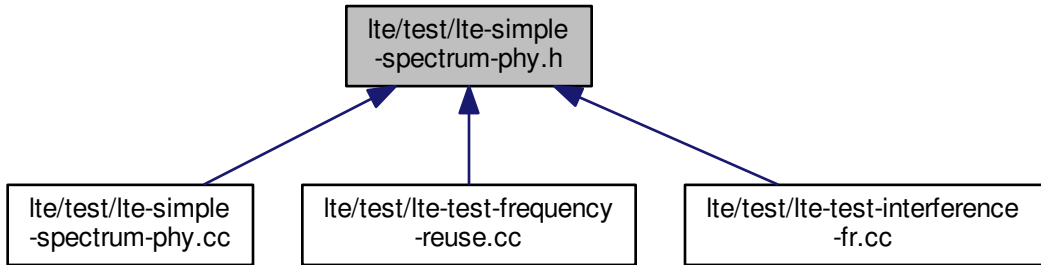 lte/test/lte-simple
-spectrum-phy.h
lte/test/lte-simple
-spectrum-phy.cc
lte/test/lte-test-frequency
-reuse.cc
lte/test/lte-test-interference
-fr.cc